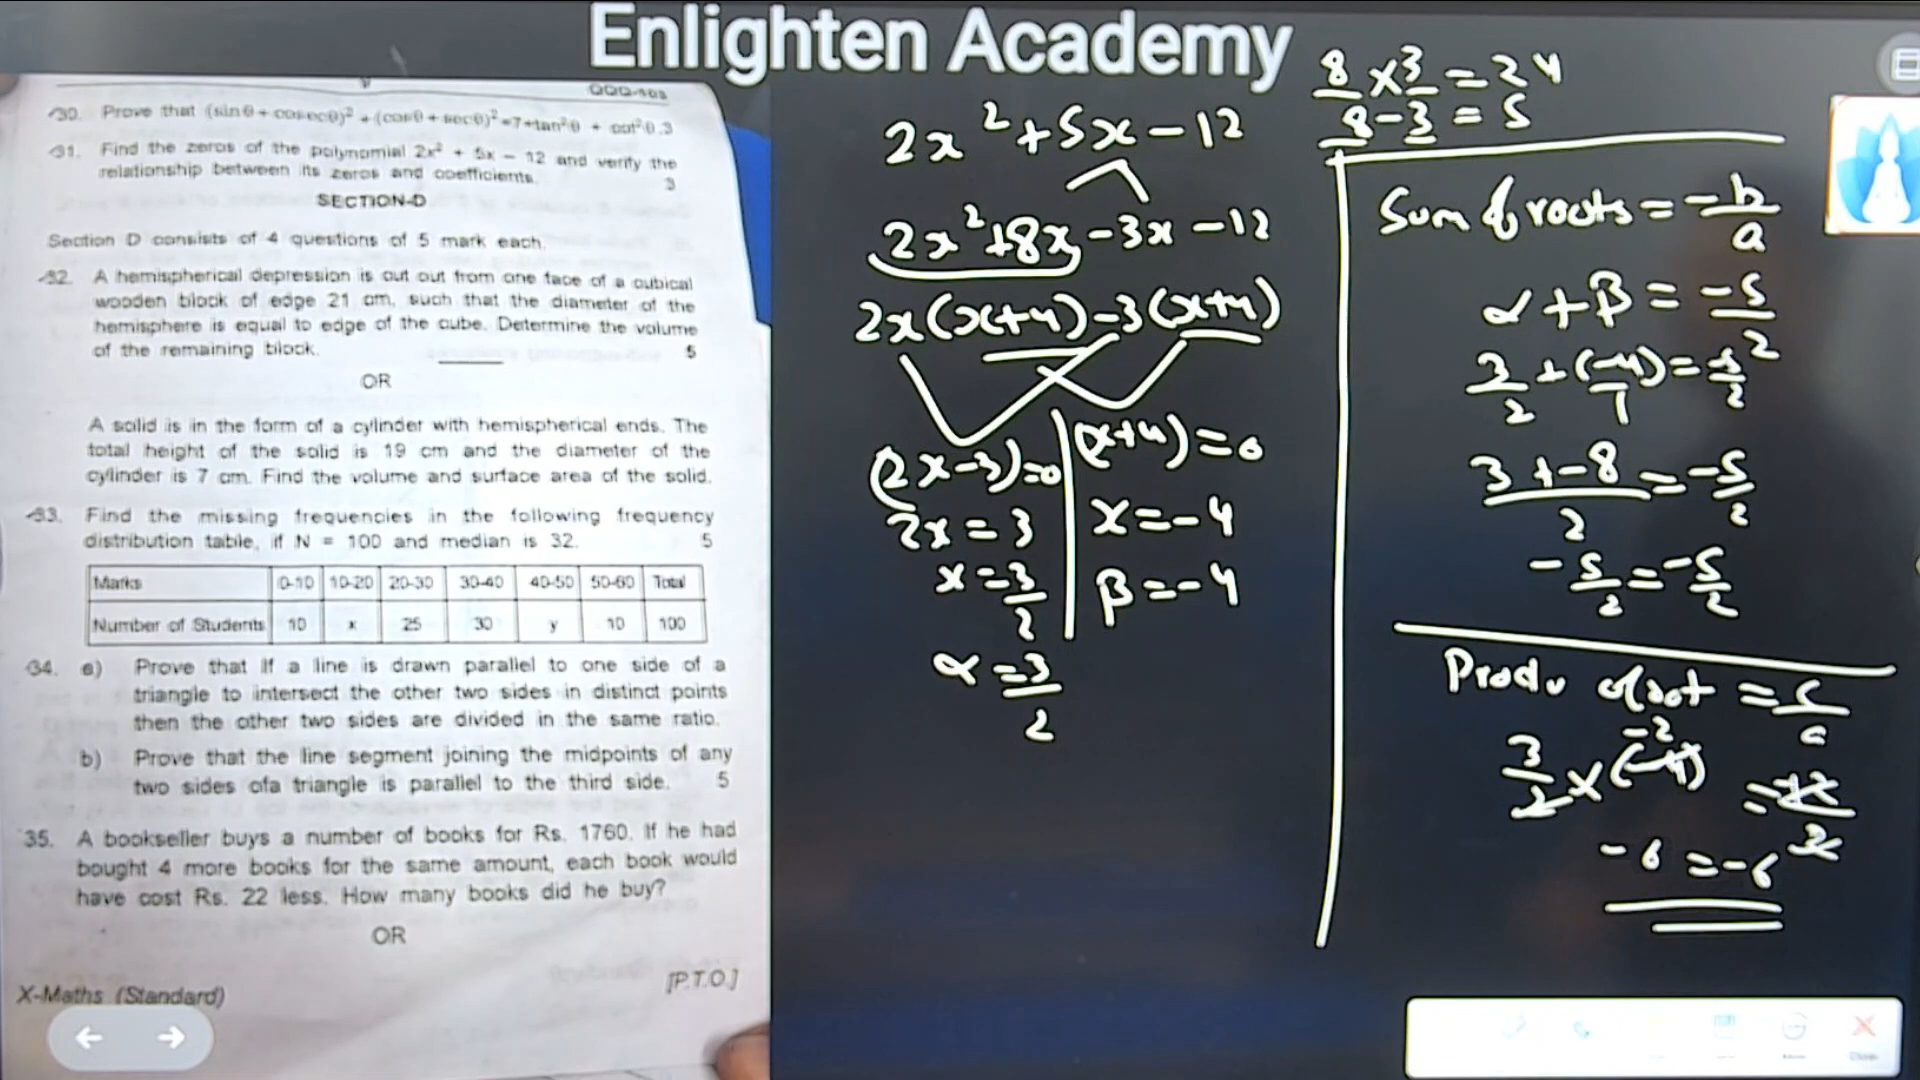 Enlighten Academy
30. Prove that (sinθ + cosecθ)² + (cosθ + secθ)² = 7+tan²θ + cot²θ.3
31. Find the zeros of the polynomial 2x² + 5x − 12 and verify the
relationship between its zeros and coefficients.
3
SECTION-D
Section D consists of 4 questions of 5 mark each.
32. A hemispherical depression is cut out from one face of a cubical
wooden block of edge 21 cm, such that the diameter of the
hemisphere is equal to edge of the cube. Determine the volume
of the remaining block. 5
OR
A solid is in the form of a cylinder with hemispherical ends. The
total height of the solid is 19 cm and the diameter of the
cylinder is 7 cm. Find the volume and surface area of the solid.
33. Find the missing frequencies in the following frequency
distribution table, if N = 100 and median is 32. 5
Marks 0-10 10-20 20-30 30-40 40-50 50-60 Total
Number of Students 10 x 25 30 y 10 100
34. a) Prove that If a line is drawn parallel to one side of a
triangle to intersect the other two sides in distinct points
then the other two sides are divided in the same ratio.
b) Prove that the line segment joining the midpoints of any
two sides ofa triangle is parallel to the third side. 5
35. A bookseller buys a number of books for Rs. 1760. If he had
bought 4 more books for the same amount, each book would
have cost Rs. 22 less. How many books did he buy?
OR
[P.T.O.]
X-Maths (Standard)
2x² + 5x − 12
2x² + 8x − 3x − 12
2x(x+4) − 3(x+4)
(2x−3)=0
2x = 3
x = 3/2
α = 3/2
(x+4) = 0
x = −4
β = −4
8 × 3 = 24
8 − 3 = 5
Sum of roots = −b/a
α + β = −5/2
3/2 + (−4)/1 = −5/2
3 + −8/2 = −5/2
−5/2 = −5/2
Produ of root = c/a
3/2 × (−4) = −12/2
−2
−6 = −6